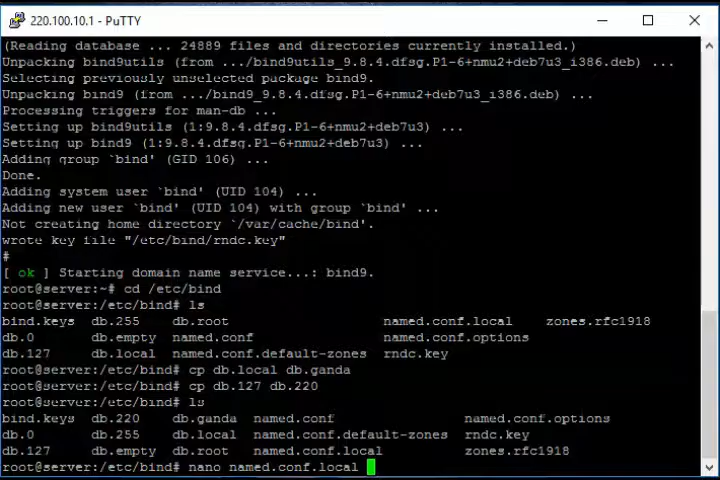 220.100.10.1 - PuTTY
(Reading database ... 24889 files and directories currently installed.)
Unpacking bind9utils (from .../bind9utils_9.8.4.dfsg.P1-6+nmu2+deb7u3_i386.deb) ...
Selecting previously unselected package bind9.
Unpacking bind9 (from .../bind9_9.8.4.dfsg.P1-6+nmu2+deb7u3_i386.deb) ...
Processing triggers for man-db ...
Setting up bind9utils (1:9.8.4.dfsg.P1-6+nmu2+deb7u3) ...
Setting up bind9 (1:9.8.4.dfsg.P1-6+nmu2+deb7u3) ...
Adding group `bind' (GID 106) ...
Done.
Adding system user `bind' (UID 104) ...
Adding new user `bind' (UID 104) with group `bind' ...
Not creating home directory `/var/cache/bind'.
wrote key file "/etc/bind/rndc.key"
#
[ ok ] Starting domain name service...: bind9.
root@server:~# cd /etc/bind
root@server:/etc/bind# ls
bind.keys db.255 db.root named.conf.local zones.rfc1918
db.0 db.empty named.conf named.conf.options
db.127 db.local named.conf.default-zones rndc.key
root@server:/etc/bind# cp db.local db.ganda
root@server:/etc/bind# cp db.127 db.220
root@server:/etc/bind# ls
bind.keys db.220 db.ganda named.conf named.conf.options
db.0 db.255 db.local named.conf.default-zones rndc.key
db.127 db.empty db.root named.conf.local zones.rfc1918
root@server:/etc/bind# nano named.conf.local